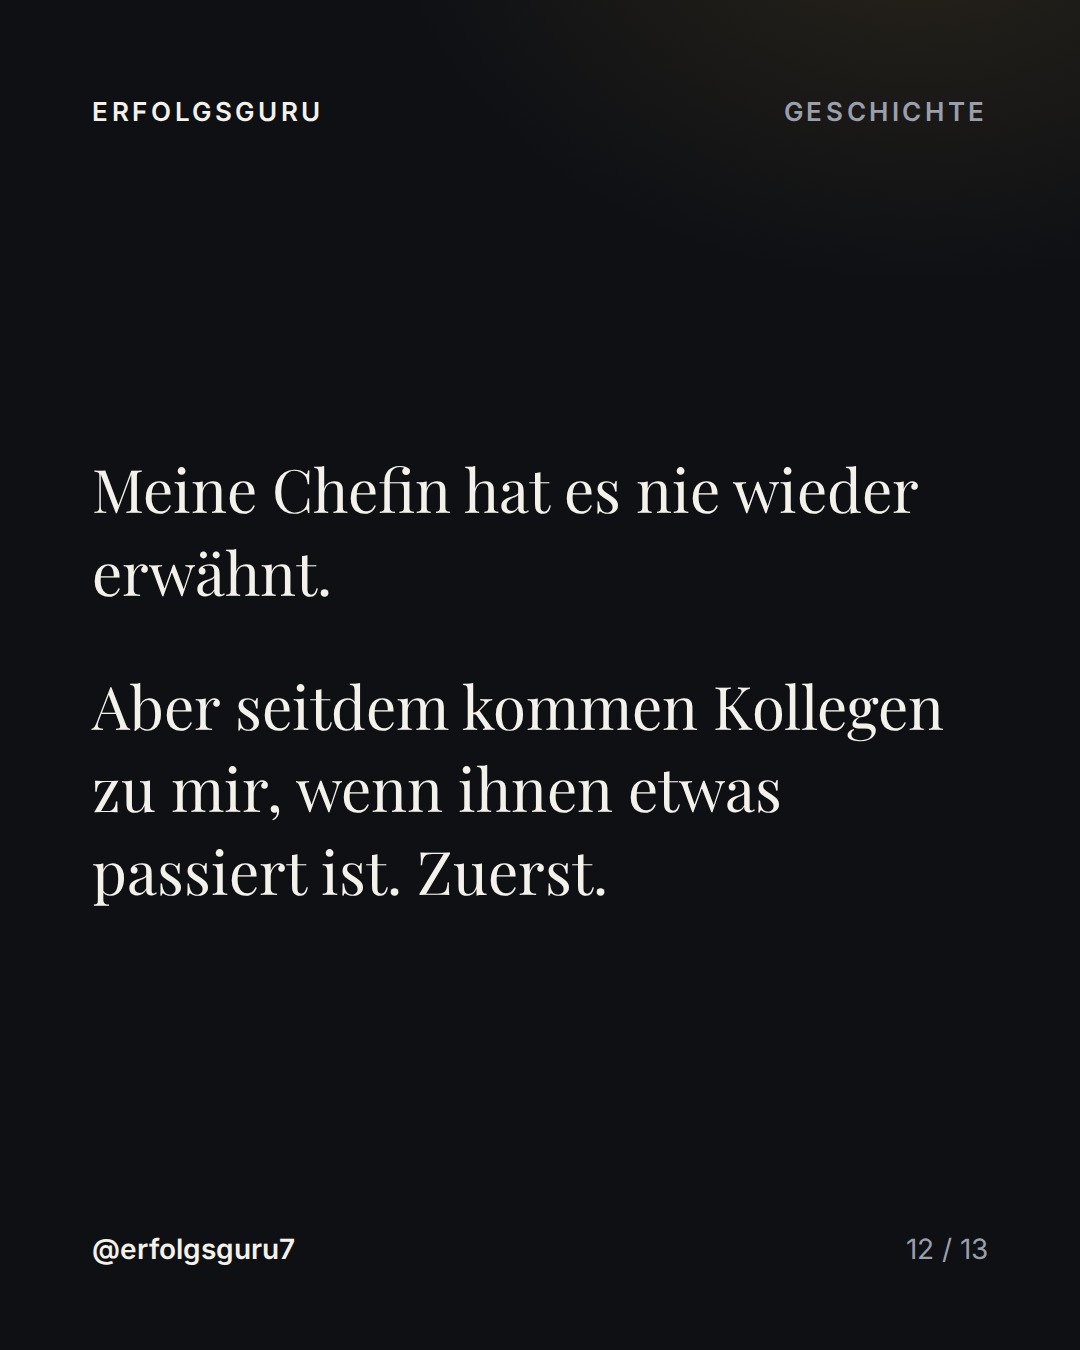 ERFOLGSGURU
GESCHICHTE
Meine Chefin hat es nie wieder
erwähnt.
Aber seitdem kommen Kollegen
zu mir, wenn ihnen etwas
passiert ist. Zuerst.
@erfolgsguru7
12 / 13